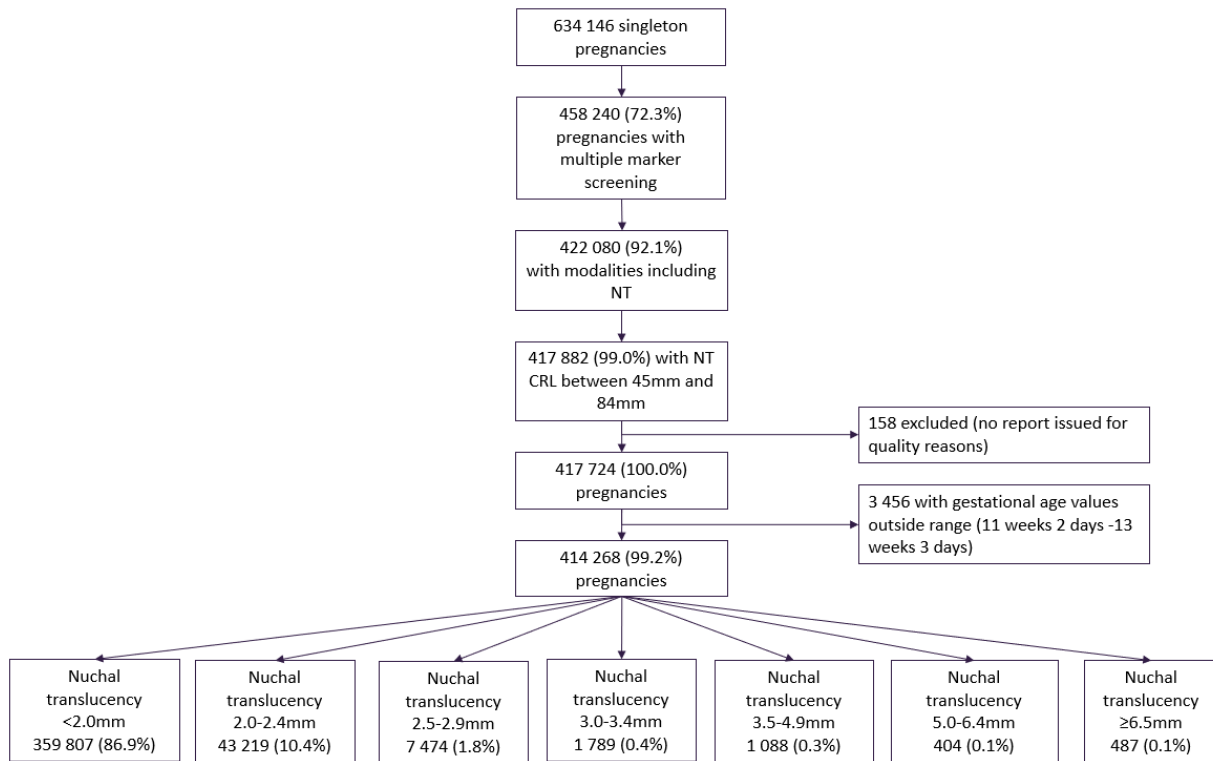 634 146 singleton
pregnancies
458 240 (72.3%)
pregnancies with
multiple marker
screening
422 080 (92.1%)
with modalities including
NT
417 882 (99.0%) with NT
CRL between 45mm and
84mm
158 excluded (no report issued for
quality reasons)
417 724 (100.0%)
pregnancies
3 456 with gestational age values
outside range (11 weeks 2 days -13
weeks 3 days)
414 268 (99.2%)
pregnancies
Nuchal
translucency
<2.0mm
359 807 (86.9%)
Nuchal
translucency
2.0-2.4mm
43 219 (10.4%)
Nuchal
translucency
2.5-2.9mm
7 474 (1.8%)
Nuchal
translucency
3.0-3.4mm
1 789 (0.4%)
Nuchal
translucency
3.5-4.9mm
1 088 (0.3%)
Nuchal
translucency
5.0-6.4mm
404 (0.1%)
Nuchal
translucency
≥6.5mm
487 (0.1%)